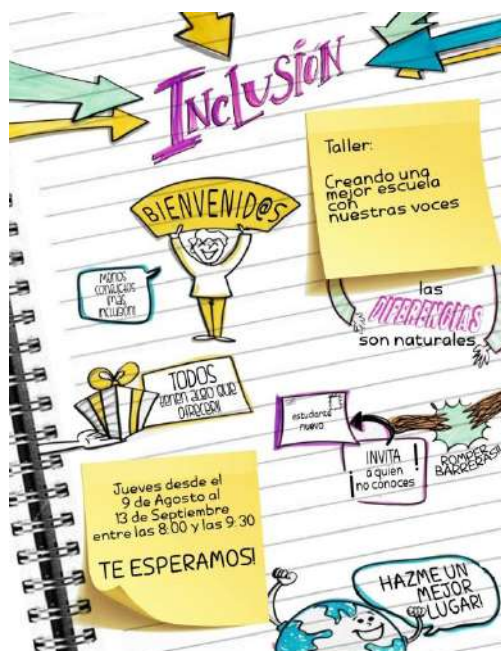 INCLUSIÓN
Taller:
Creando una
mejor escuela
con
nuestras voces
BIENVENID@S
MENOS
CONFLICTOS
¡MÁS
INCLUSIÓN!
las
DIFERENCIAS
son naturales
TODOS
tienen algo que
OFRECER!!
estudiante
nuevo
INVITA
a quien
no conoces
!
¡
ROMPER
BARRERAS!!
Jueves desde el
9 de Agosto al
13 de Septiembre
entre las 8:00 y las 9:30
TE ESPERAMOS!
HAZME UN
MEJOR
LUGAR!